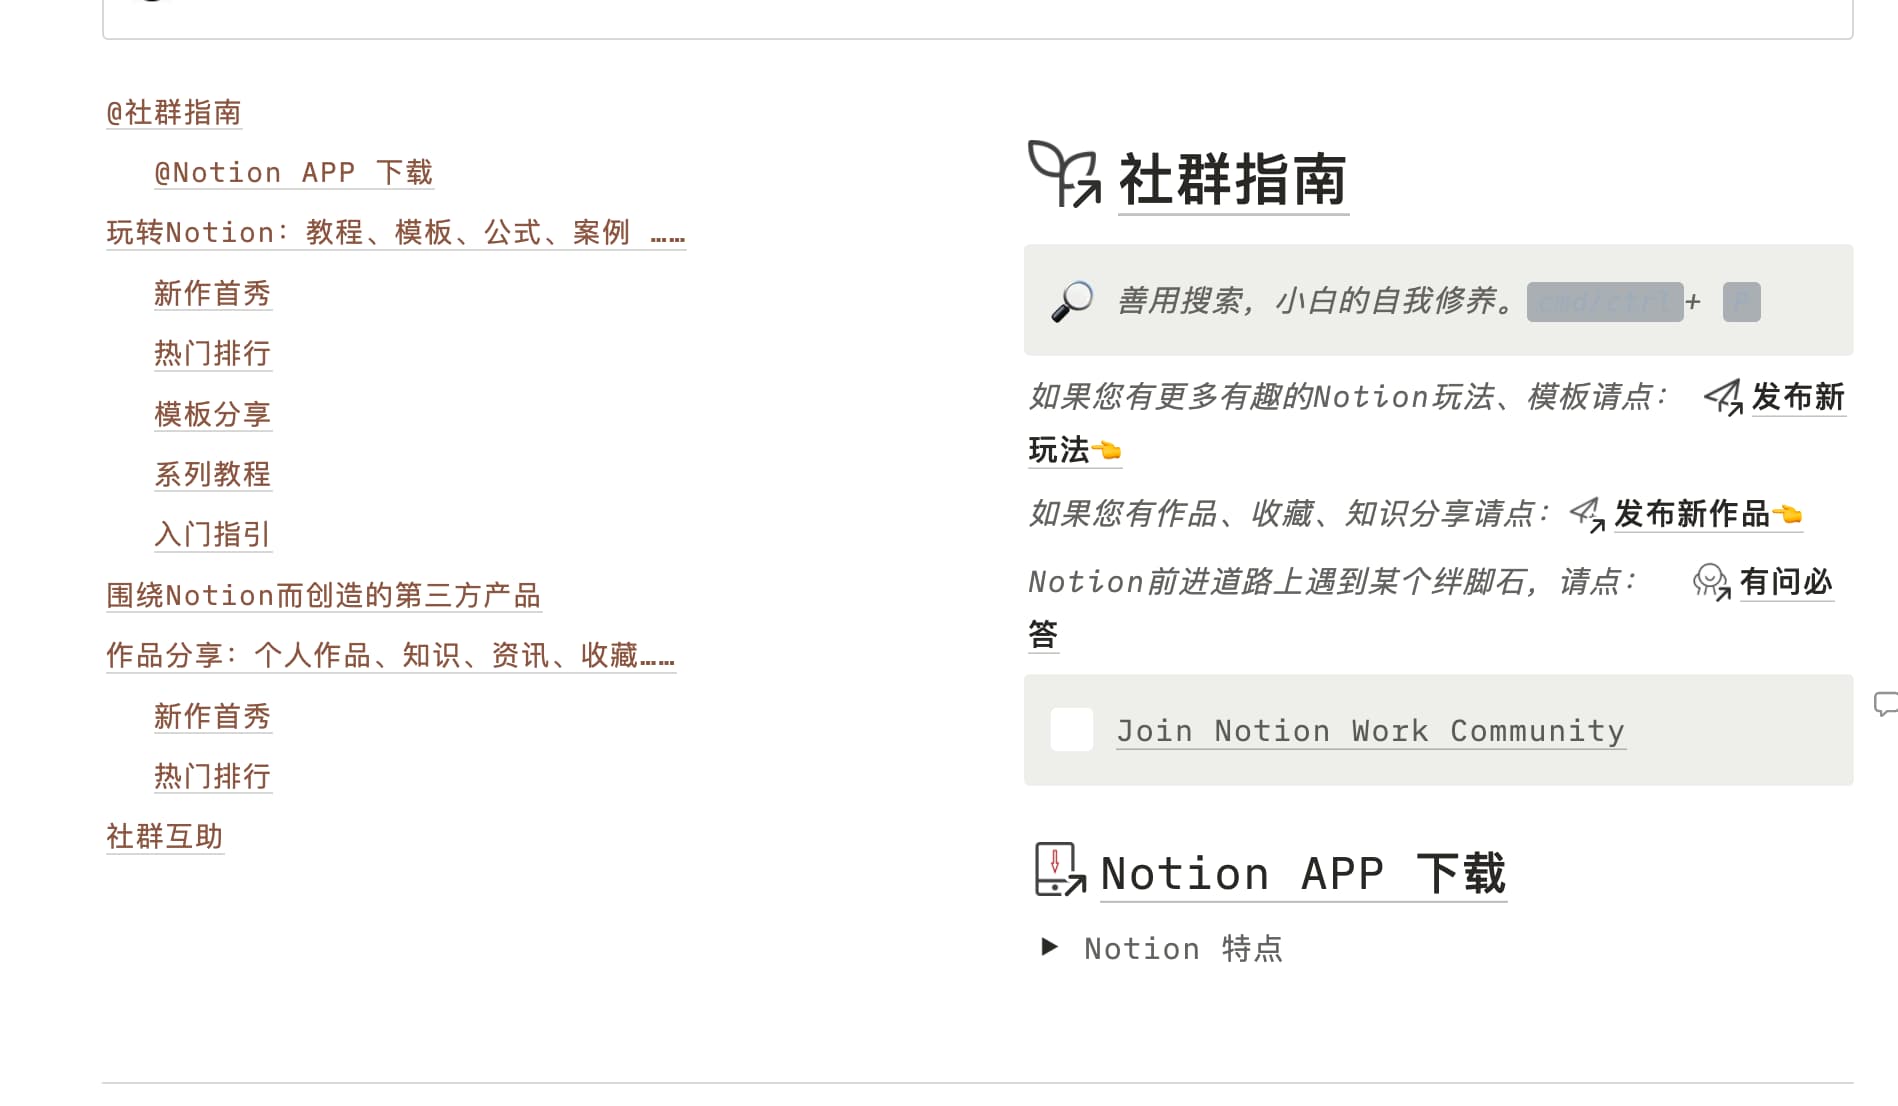 @社群指南
@Notion APP 下载
玩转Notion：教程、模板、公式、案例 ……
新作首秀
热门排行
模板分享
系列教程
入门指引
围绕Notion而创造的第三方产品
作品分享：个人作品、知识、资讯、收藏……
新作首秀
热门排行
社群互助
社群指南
善用搜索，小白的自我修养。cmd/ctrl+ P
如果您有更多有趣的Notion玩法、模板请点： 发布新
玩法👈
如果您有作品、收藏、知识分享请点： 发布新作品👈
Notion前进道路上遇到某个绊脚石，请点： 有问必
答
Join Notion Work Community
Notion APP 下载
Notion 特点